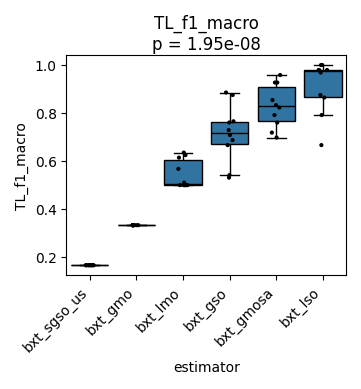 TL_f1_macro
p = 1.95e-08
TL_f1_macro
1.0
0.8
0.6
0.4
0.2
bxt_sgso_us
bxt_gmo
bxt_lmo
bxt_gso
bxt_gmosa
bxt_lso
estimator